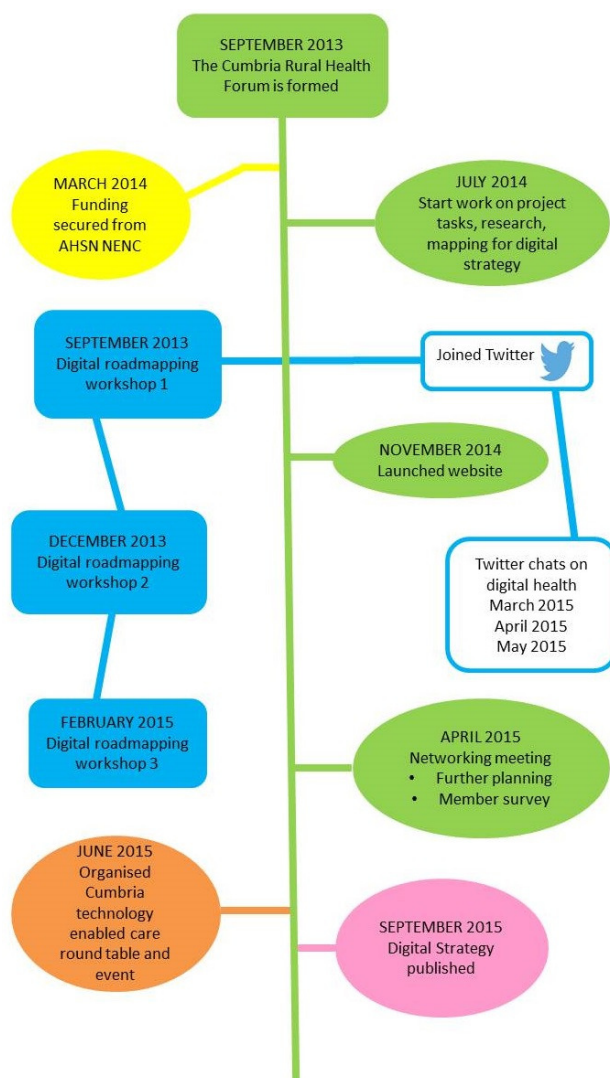 SEPTEMBER 2013
The Cumbria Rural Health
Forum is formed
MARCH 2014
Funding
secured from
AHSN NENC
JULY 2014
Start work on project
tasks, research,
mapping for digital
strategy
SEPTEMBER 2013
Digital roadmapping
workshop 1
Joined Twitter
NOVEMBER 2014
Launched website
DECEMBER 2013
Digital roadmapping
workshop 2
Twitter chats on
digital health
March 2015
April 2015
May 2015
FEBRUARY 2015
Digital roadmapping
workshop 3
APRIL 2015
Networking meeting
• Further planning
• Member survey
JUNE 2015
Organised
Cumbria
technology
enabled care
round table and
event
SEPTEMBER 2015
Digital Strategy
published